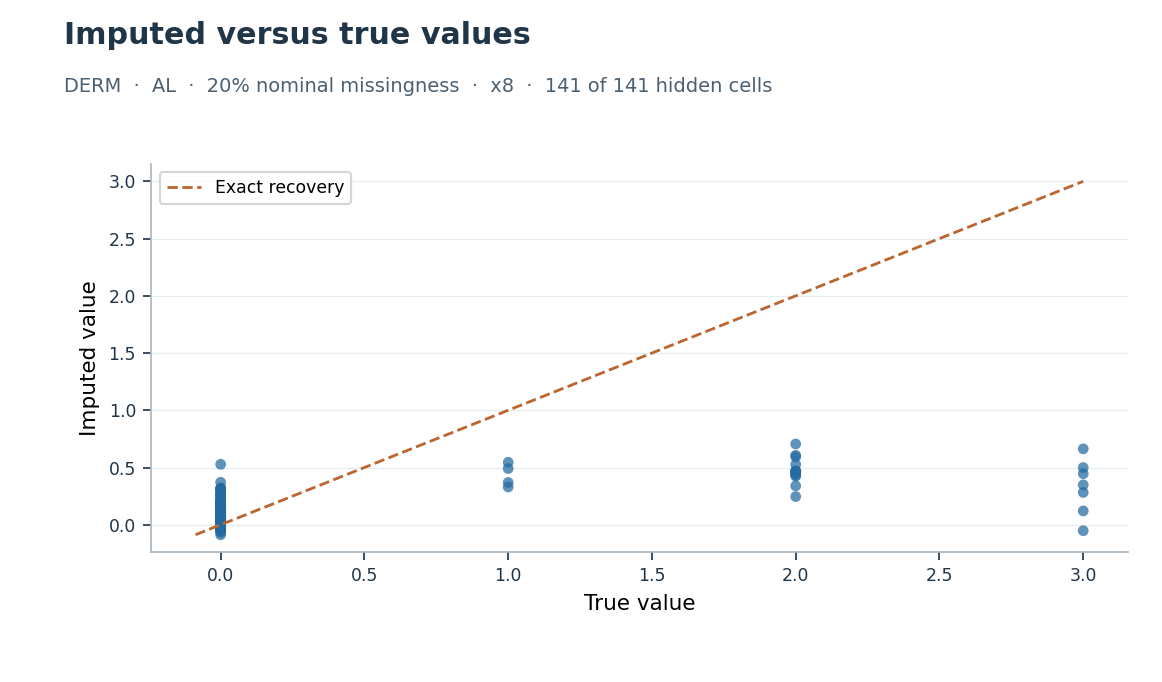 Imputed versus true values
DERM · AL · 20% nominal missingness · x8 · 141 of 141 hidden cells
Exact recovery
3.0
2.5
2.0
1.5
1.0
0.5
0.0
Imputed value
0.0 0.5 1.0 1.5 2.0 2.5 3.0
True value